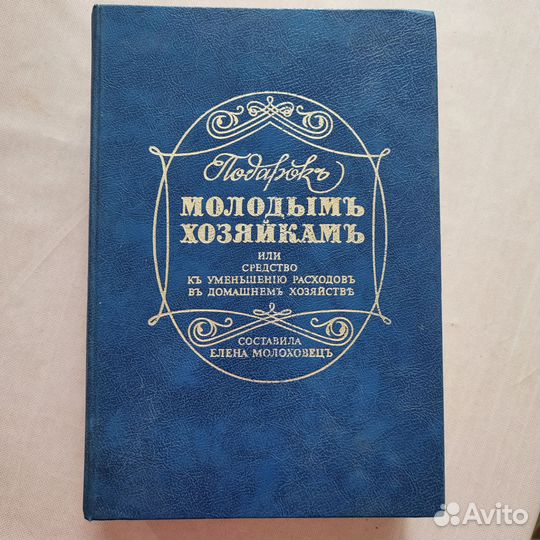 Подарокъ
МОЛОДЫМЪ
ХОЗЯЙКАМЪ
ИЛИ
СРЕДСТВО
КЪ УМЕНЬШЕНІЮ РАСХОДОВЪ
ВЪ ДОМАШНЕМЪ ХОЗЯЙСТВѢ
СОСТАВИЛА
ЕЛЕНА МОЛОХОВЕЦЪ
Avito